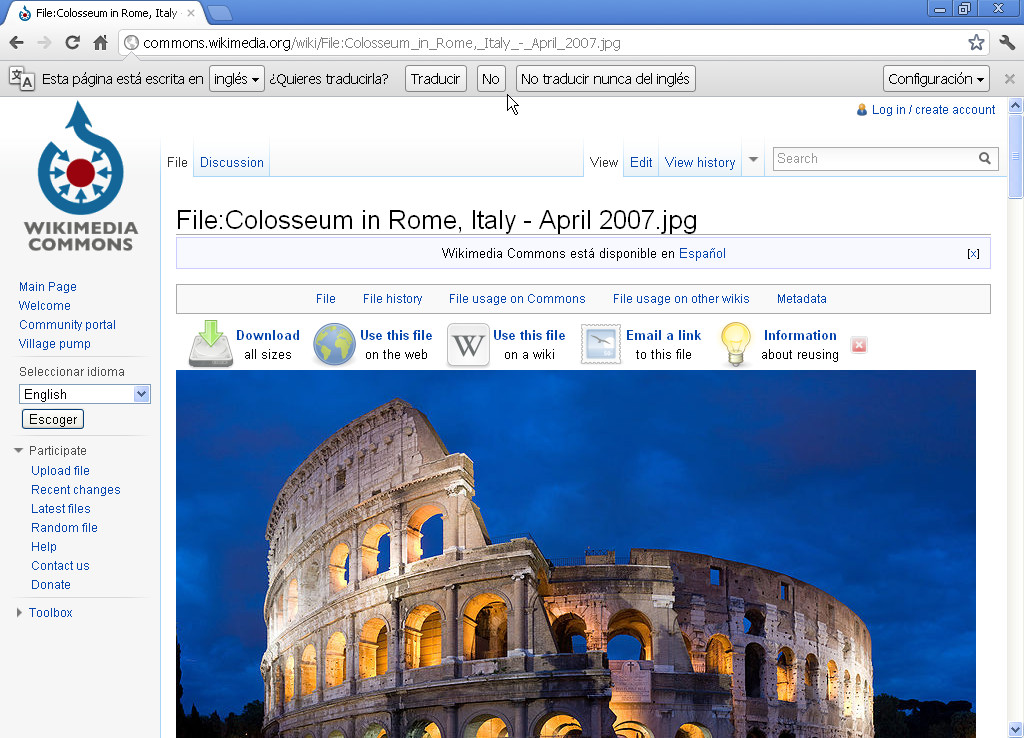 File:Colosseum in Rome, Italy
commons.wikimedia.org/wiki/File:Colosseum_in_Rome,_Italy_-_April_2007.jpg
Esta página está escrita en inglés ¿Quieres traducirla? Traducir No No traducir nunca del inglés Configuración
Log in / create account
File Discussion View Edit View history Search
WIKIMEDIA
COMMONS
File:Colosseum in Rome, Italy - April 2007.jpg
Wikimedia Commons está disponible en Español [x]
Main Page
Welcome
Community portal
Village pump
Seleccionar idioma
English
Escoger
Participate
Upload file
Recent changes
Latest files
Random file
Help
Contact us
Donate
Toolbox
File File history File usage on Commons File usage on other wikis Metadata
Download
all sizes
Use this file
on the web
W
Use this file
on a wiki
Email a link
to this file
Information
about reusing